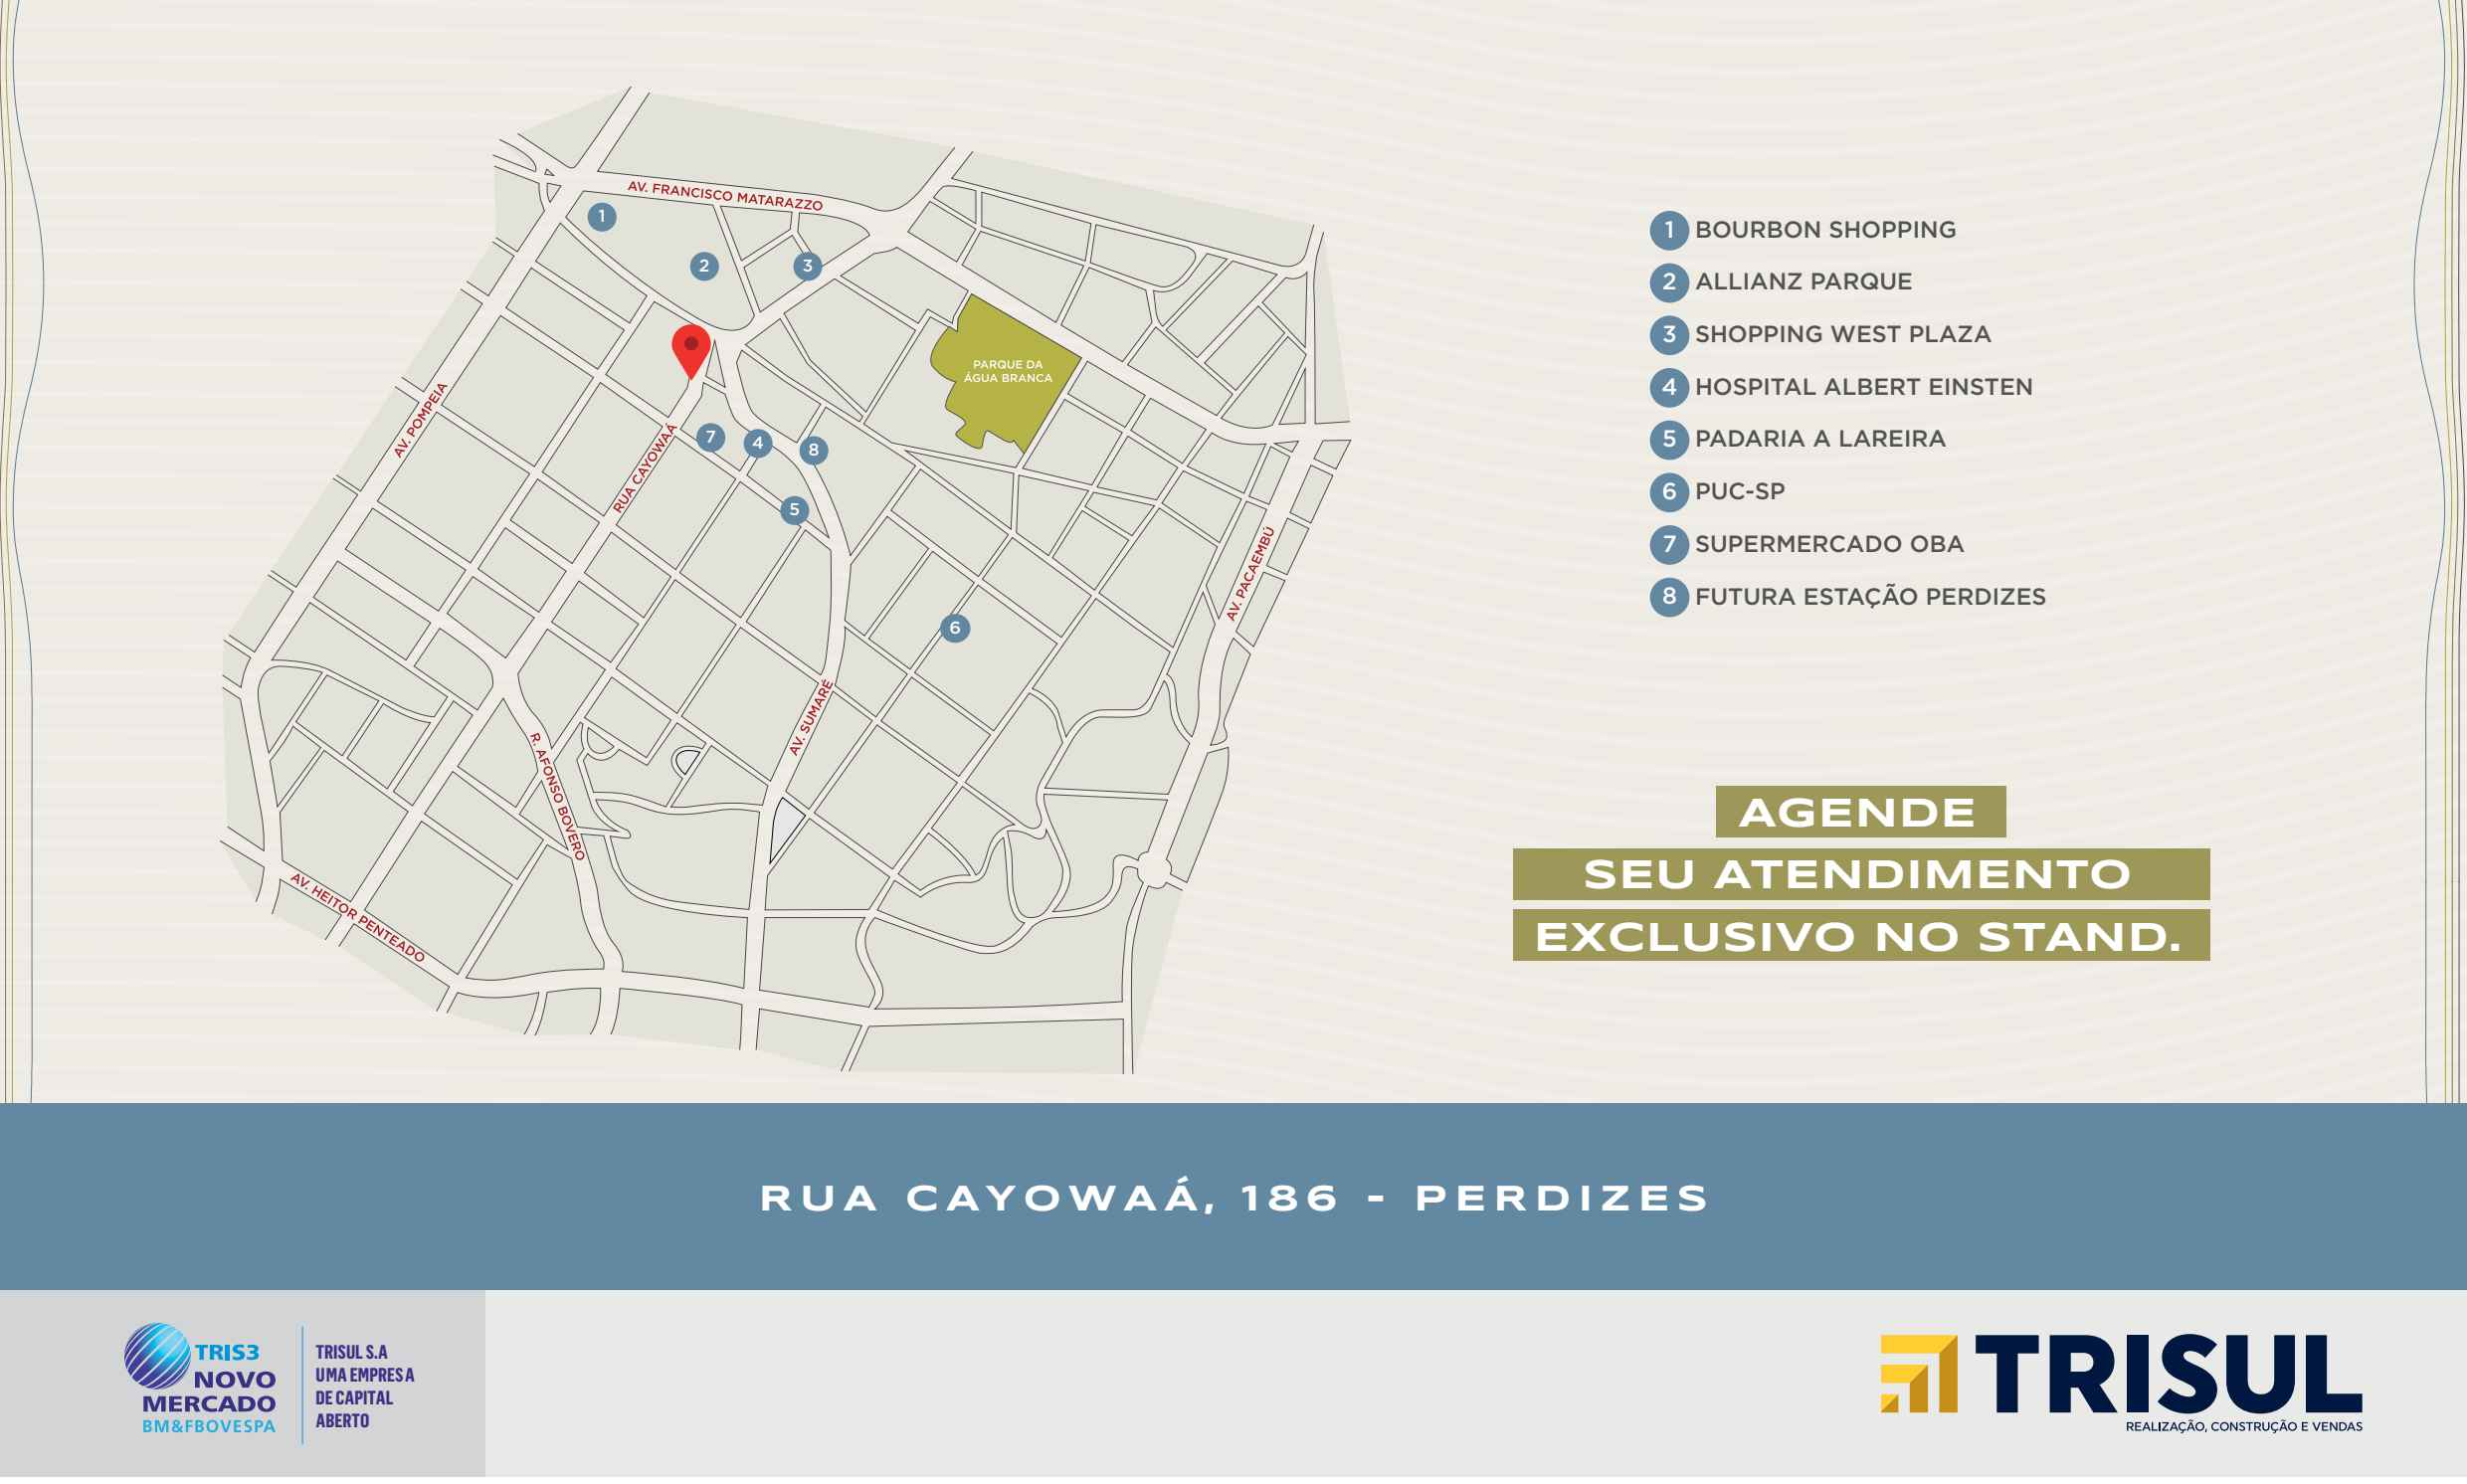 AV. FRANCISCO MATARAZZO
1
2
3
PARQUE DA
ÁGUA BRANCA
AV. POMPEIA
RUA CAYOWAÁ
7
4
8
5
6
AV. PACAEMBÚ
AV. SUMARÉ
R. AFONSO BOVERO
AV. HEITOR PENTEADO
1 BOURBON SHOPPING
2 ALLIANZ PARQUE
3 SHOPPING WEST PLAZA
4 HOSPITAL ALBERT EINSTEN
5 PADARIA A LAREIRA
6 PUC-SP
7 SUPERMERCADO OBA
8 FUTURA ESTAÇÃO PERDIZES
AGENDE
SEU ATENDIMENTO
EXCLUSIVO NO STAND.
RUA CAYOWAÁ, 186 - PERDIZES
TRIS3
NOVO
MERCADO
BM&FBOVESPA
TRISUL S.A
UMA EMPRESA
DE CAPITAL
ABERTO
TRISUL
REALIZAÇÃO, CONSTRUÇÃO E VENDAS